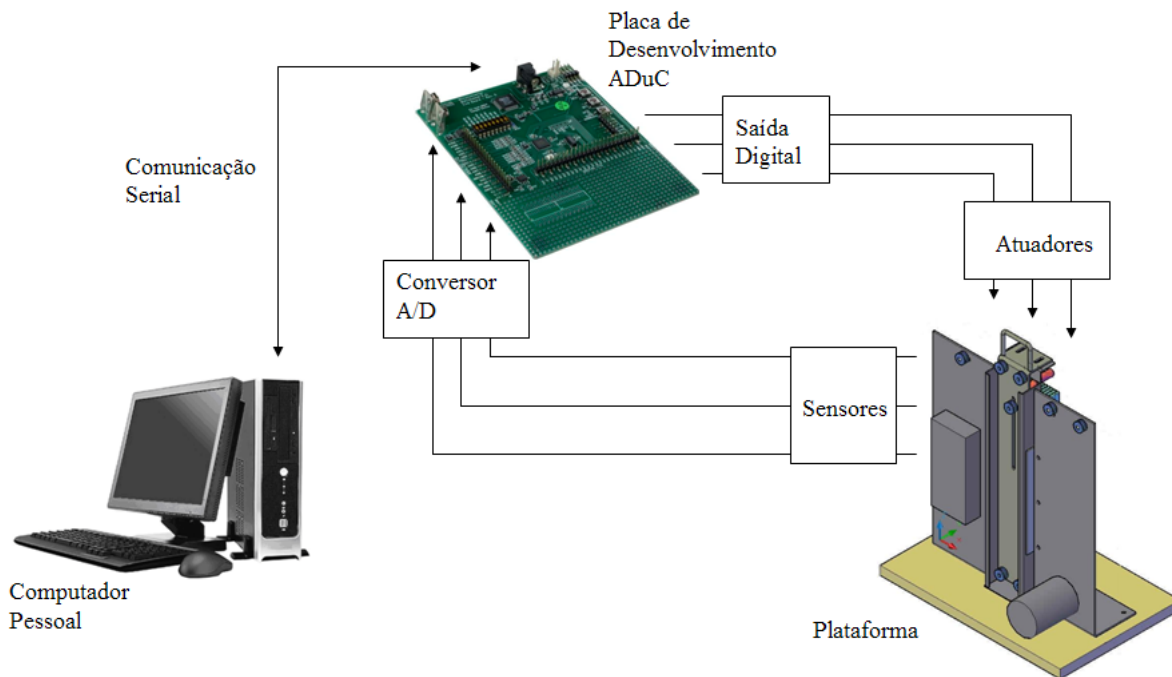 Placa de
Desenvolvimento
ADuC
Saída
Digital
Comunicação
Serial
Atuadores
Conversor
A/D
Sensores
Computador
Pessoal
Plataforma